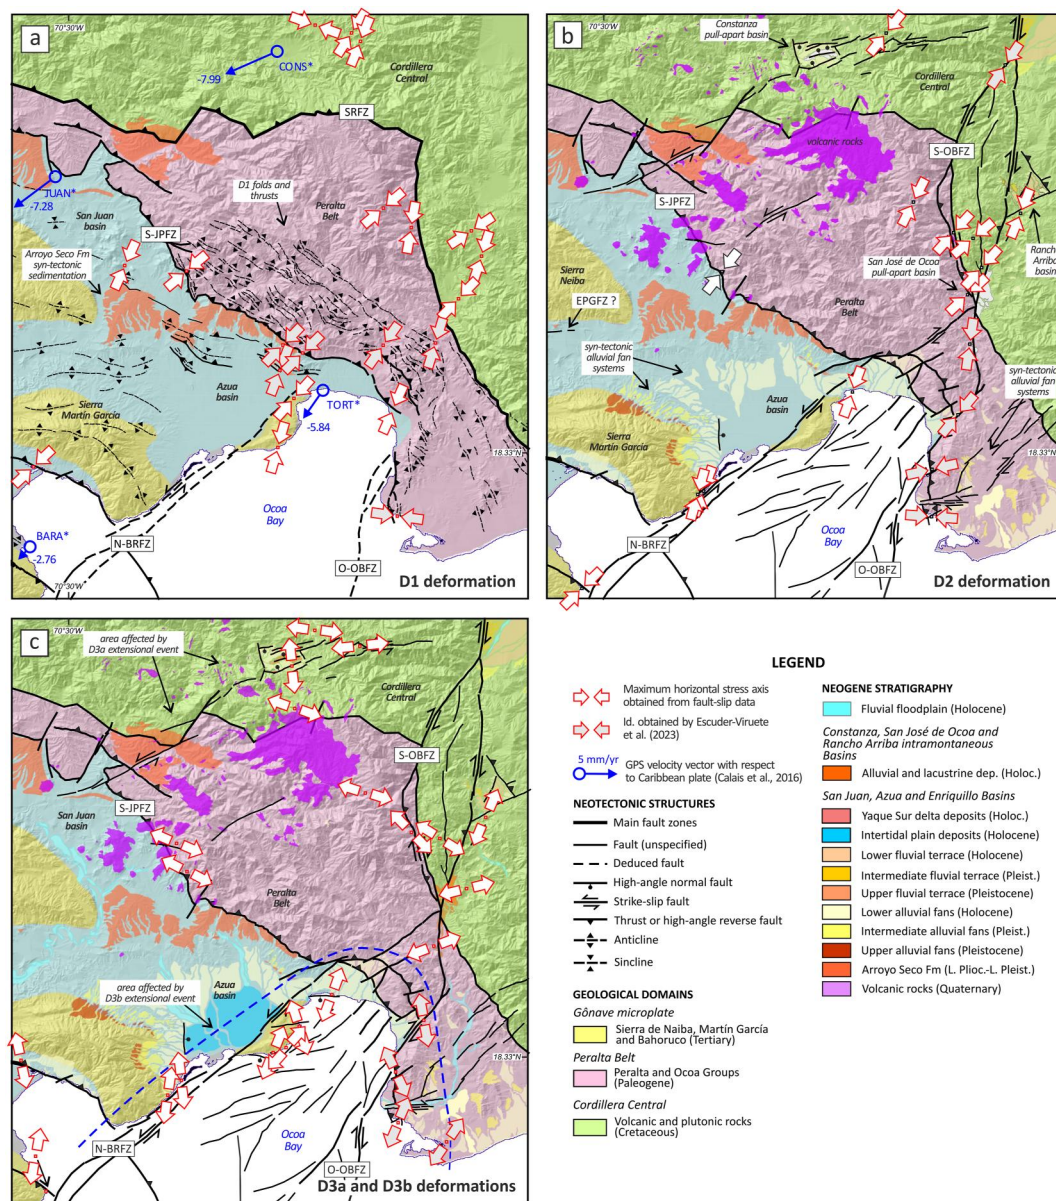 a
70°30'W
CONS*
-7.99
Cordillera
Central
SRFZ
JUAN*
-7.28
D1 folds and
thrusts
Peralta
Belt
San Juan
basin
S-JPFZ
Arroyo Seco Fm
syn-tectonic
sedimentation
Azua
basin
TORT*
-5.84
Sierra
Martín García
18.33°N
Ocoa
Bay
BARA*
-2.76
N-BRFZ
O-OBFZ
70°30'W
D1 deformation
b
70°30'W
Constanza
pull-apart basin
Cordillera
Central
volcanic rocks
S-OBFZ
S-JPFZ
San José de Ocoa
pull-apart basin
Rancho
Arriba
basin
Sierra
Neiba
EPGFZ ?
Peralta
Belt
syn-tectonic
alluvial fan
systems
Azua
basin
syn-tectonic
alluvial fan
systems
Sierra
Martín García
18.33°N
Ocoa
Bay
N-BRFZ
O-OBFZ
D2 deformation
c
70°30'W
area affected by
D3a extensional event
Cordillera
Central
S-OBFZ
S-JPFZ
San Juan
basin
Peralta
Belt
area affected by
D3b extensional event
Azua
basin
18.33°N
Ocoa
Bay
N-BRFZ
O-OBFZ
D3a and D3b deformations
LEGEND
Maximum horizontal stress axis
obtained from fault-slip data
Id. obtained by Escuder-Viruete
et al. (2023)
5 mm/yr
GPS velocity vector with respect
to Caribbean plate (Calais et al., 2016)
NEOTECTONIC STRUCTURES
Main fault zones
Fault (unspecified)
Deduced fault
High-angle normal fault
Strike-slip fault
Thrust or high-angle reverse fault
Anticline
Sincline
GEOLOGICAL DOMAINS
Gônave microplate
Sierra de Naiba, Martín García
and Bahoruco (Tertiary)
Peralta Belt
Peralta and Ocoa Groups
(Paleogene)
Cordillera Central
Volcanic and plutonic rocks
(Cretaceous)
NEOGENE STRATIGRAPHY
Fluvial floodplain (Holocene)
Constanza, San José de Ocoa and
Rancho Arriba intramontaneous
Basins
Alluvial and lacustrine dep. (Holoc.)
San Juan, Azua and Enriquillo Basins
Yaque Sur delta deposits (Holoc.)
Intertidal plain deposits (Holocene)
Lower fluvial terrace (Holocene)
Intermediate fluvial terrace (Pleist.)
Upper fluvial terrace (Pleistocene)
Lower alluvial fans (Holocene)
Intermediate alluvial fans (Pleist.)
Upper alluvial fans (Pleistocene)
Arroyo Seco Fm (L. Plioc.-L. Pleist.)
Volcanic rocks (Quaternary)